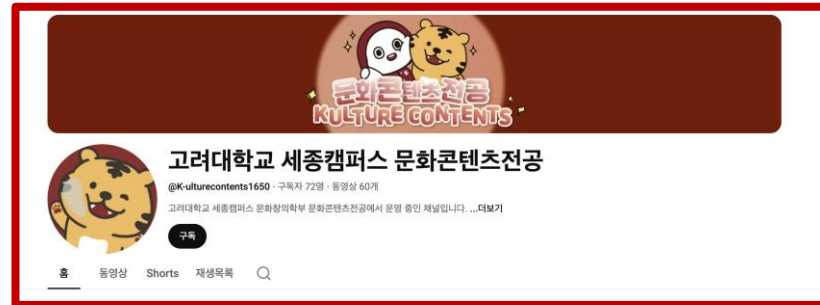 문화콘텐츠전공
KULTURE CONTENTS
고려대학교 세종캠퍼스 문화콘텐츠전공
@K-ulturecontents1650 · 구독자 72명 · 동영상 60개
고려대학교 세종캠퍼스 문화창의학부 문화콘텐츠전공에서 운영 중인 채널입니다. ...더보기
구독
홈 동영상 Shorts 재생목록